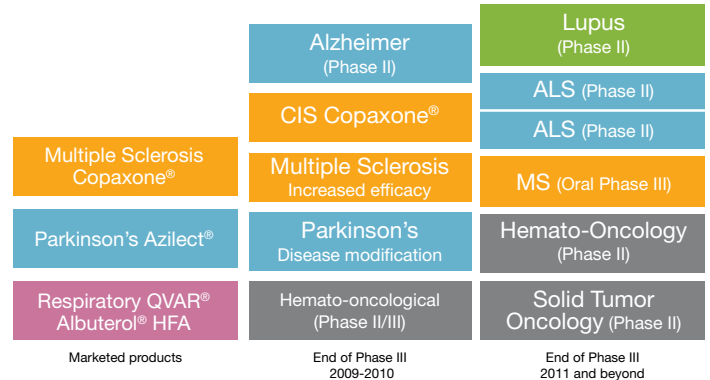 Multiple Sclerosis
Copaxone®
Parkinson's Azilect®
Respiratory QVAR®
Albuterol® HFA
Marketed products
Alzheimer
(Phase II)
CIS Copaxone®
Multiple Sclerosis
Increased efficacy
Parkinson's
Disease modification
Hemato-oncological
(Phase II/III)
End of Phase III
2009-2010
Lupus
(Phase II)
ALS (Phase II)
ALS (Phase II)
MS (Oral Phase III)
Hemato-Oncology
(Phase II)
Solid Tumor
Oncology (Phase II)
End of Phase III
2011 and beyond